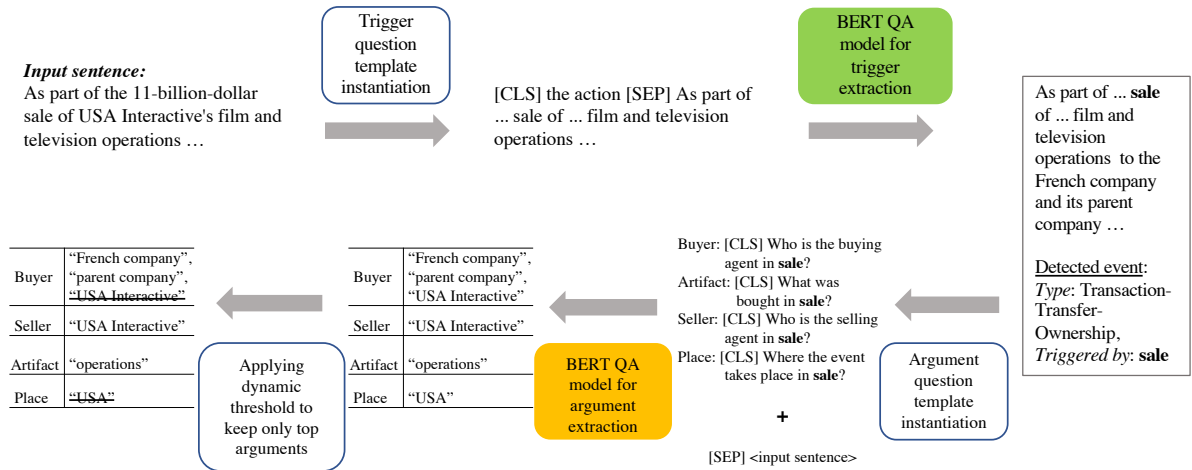 Input sentence:
As part of the 11-billion-dollar
sale of USA Interactive's film and
television operations …
Trigger
question
template
instantiation
[CLS] the action [SEP] As part of
... sale of ... film and television
operations …
BERT QA
model for
trigger
extraction
As part of ... sale
of ... film and
television
operations to the
French company
and its parent
company …
Detected event:
Type: Transaction-
Transfer-
Ownership,
Triggered by: sale
Argument
question
template
instantiation
Buyer: [CLS] Who is the buying
agent in sale?
Artifact: [CLS] What was
bought in sale?
Seller: [CLS] Who is the selling
agent in sale?
Place: [CLS] Where the event
takes place in sale?
+
[SEP] <input sentence>
BERT QA
model for
argument
extraction
Buyer
“French company”,
“parent company”,
“USA Interactive”
Seller “USA Interactive”
Artifact “operations”
Place “USA”
Applying
dynamic
threshold to
keep only top
arguments
Buyer
“French company”,
“parent company”,
“USA Interactive”
Seller “USA Interactive”
Artifact “operations”
Place “USA”